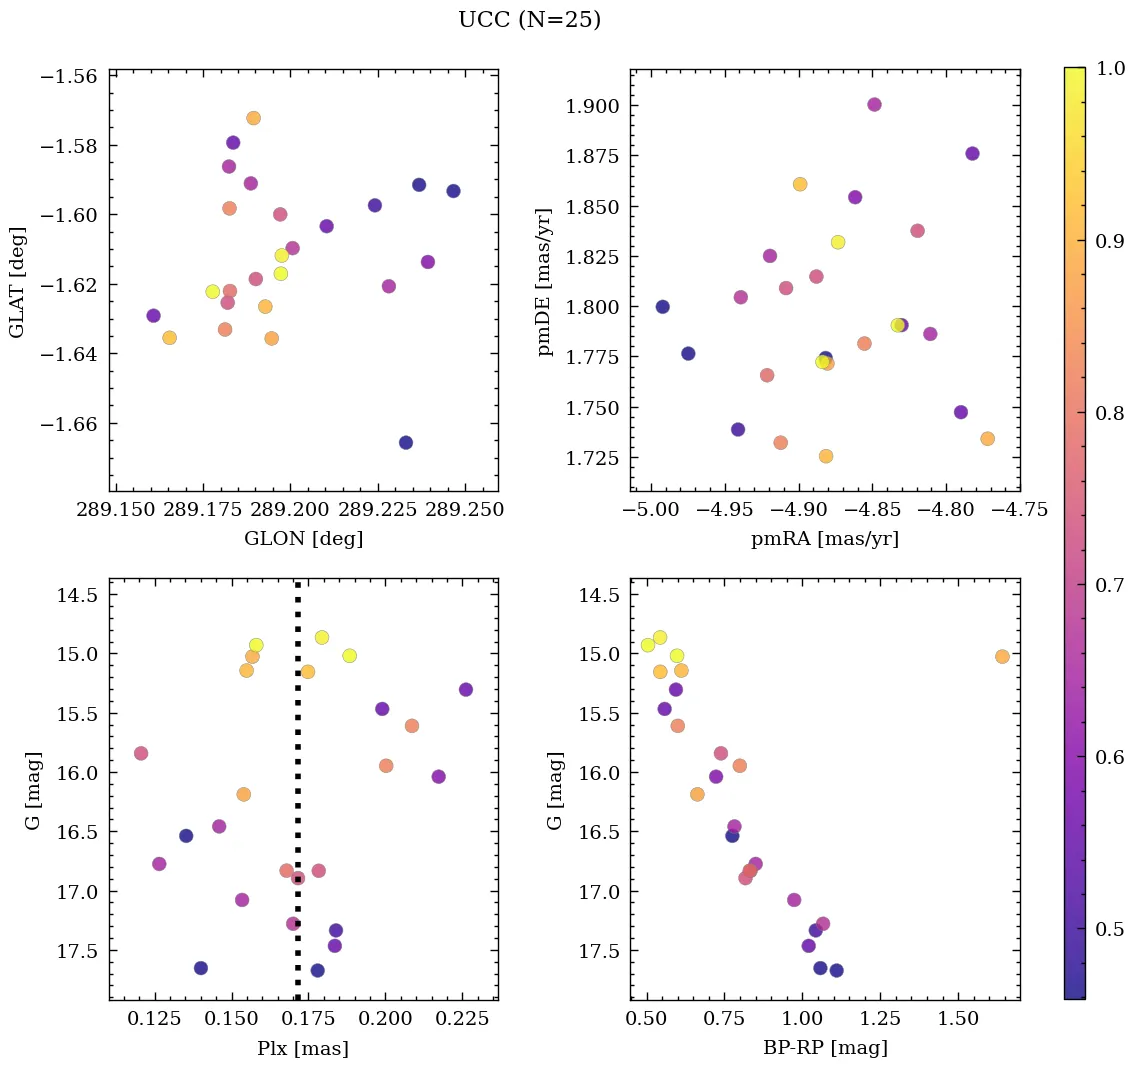 UCC (N=25)
−1.56
−1.58
−1.60
−1.62
−1.64
−1.66
GLAT [deg]
289.150 289.175 289.200 289.225 289.250
GLON [deg]
1.900
1.875
1.850
1.825
1.800
1.775
1.750
1.725
pmDE [mas/yr]
−5.00 −4.95 −4.90 −4.85 −4.80 −4.75
pmRA [mas/yr]
14.5
15.0
15.5
16.0
16.5
17.0
17.5
G [mag]
0.125 0.150 0.175 0.200 0.225
Plx [mas]
14.5
15.0
15.5
16.0
16.5
17.0
17.5
G [mag]
0.50 0.75 1.00 1.25 1.50
BP-RP [mag]
1.0
0.9
0.8
0.7
0.6
0.5